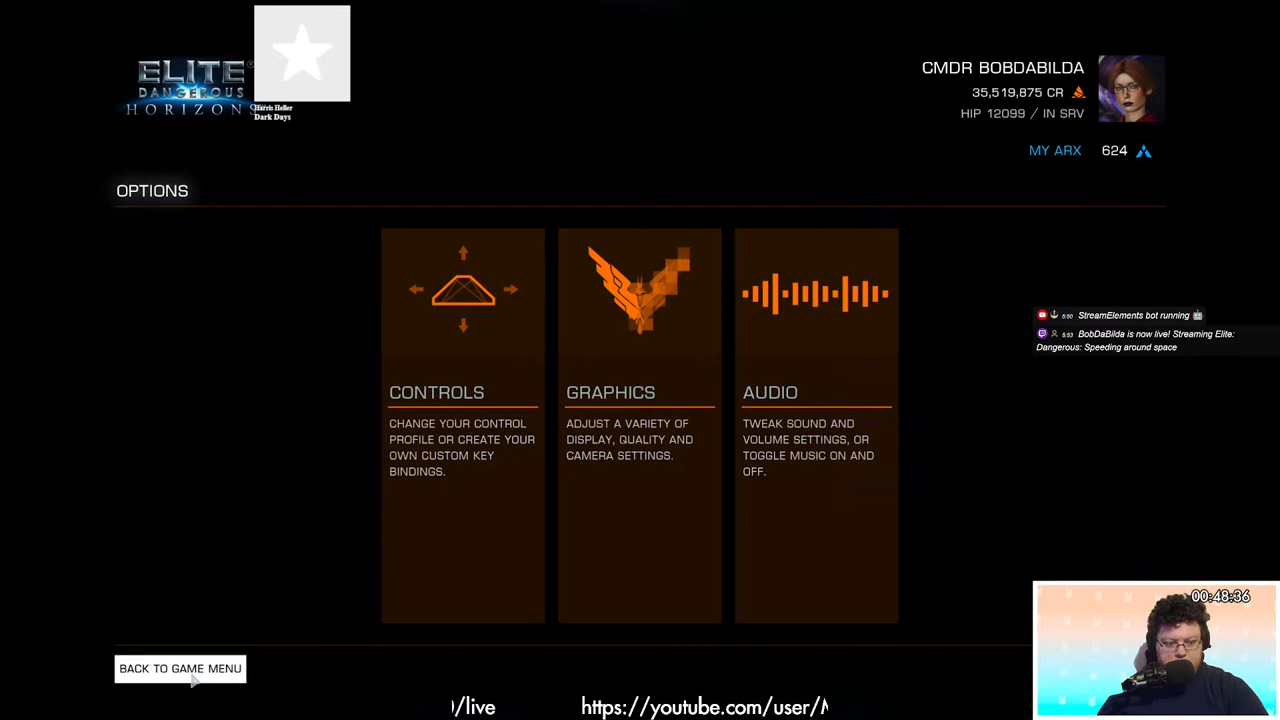 ELITE
DANGEROUS
HORIZONS
Harris Heller
Dark Days
CMDR BOBDABILDA
35,519,875 CR
HIP 12099 / IN SRV
MY ARX 624
OPTIONS
CONTROLS
CHANGE YOUR CONTROL
PROFILE OR CREATE YOUR
OWN CUSTOM KEY
BINDINGS.
GRAPHICS
ADJUST A VARIETY OF
DISPLAY, QUALITY AND
CAMERA SETTINGS.
AUDIO
TWEAK SOUND AND
VOLUME SETTINGS, OR
TOGGLE MUSIC ON AND
OFF.
5:50 StreamElements bot running
5:53 BobDaBilda is now live! Streaming Elite:
Dangerous: Speeding around space
00:48:36
BACK TO GAME MENU
)/live https://youtube.com/user/